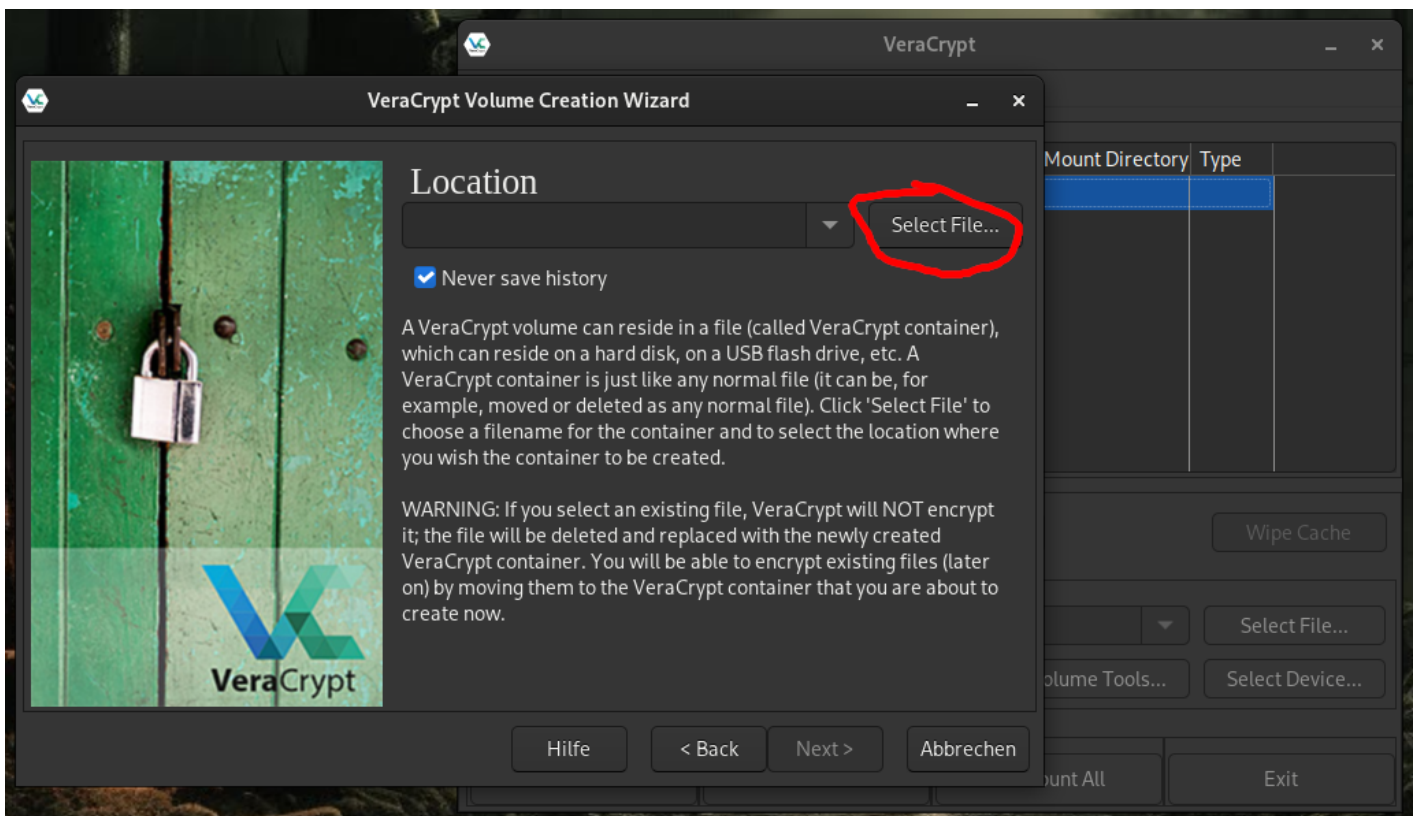 VeraCrypt
VeraCrypt Volume Creation Wizard
Mount Directory Type
Location
Select File...
Never save history
A VeraCrypt volume can reside in a file (called VeraCrypt container),
which can reside on a hard disk, on a USB flash drive, etc. A
VeraCrypt container is just like any normal file (it can be, for
example, moved or deleted as any normal file). Click 'Select File' to
choose a filename for the container and to select the location where
you wish the container to be created.
WARNING: If you select an existing file, VeraCrypt will NOT encrypt
it; the file will be deleted and replaced with the newly created
VeraCrypt container. You will be able to encrypt existing files (later
on) by moving them to the VeraCrypt container that you are about to
create now.
VeraCrypt
Hilfe < Back Next > Abbrechen
Wipe Cache
Select File...
olume Tools... Select Device...
ount All Exit